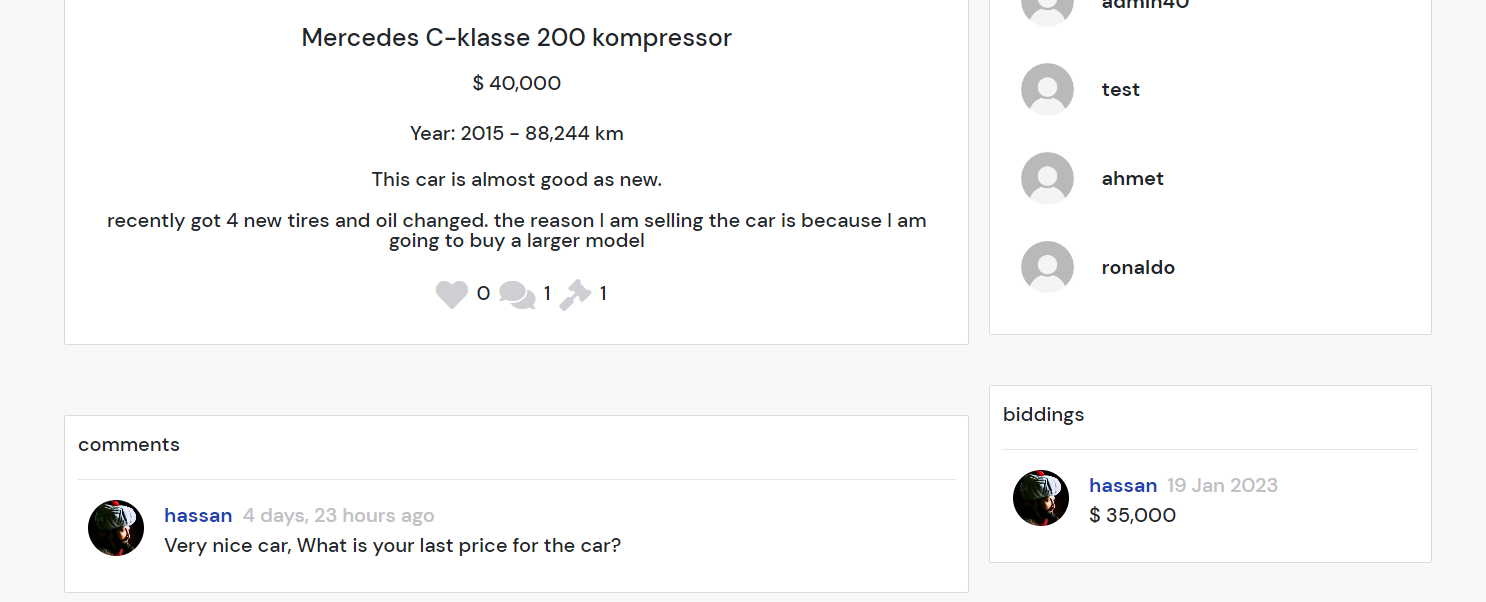 Mercedes C-klasse 200 kompressor
$ 40,000
Year: 2015 - 88,244 km
This car is almost good as new.
recently got 4 new tires and oil changed. the reason I am selling the car is because I am
going to buy a larger model
0 1 1
comments
hassan 4 days, 23 hours ago
Very nice car, What is your last price for the car?
admin40
test
ahmet
ronaldo
biddings
hassan 19 Jan 2023
$ 35,000